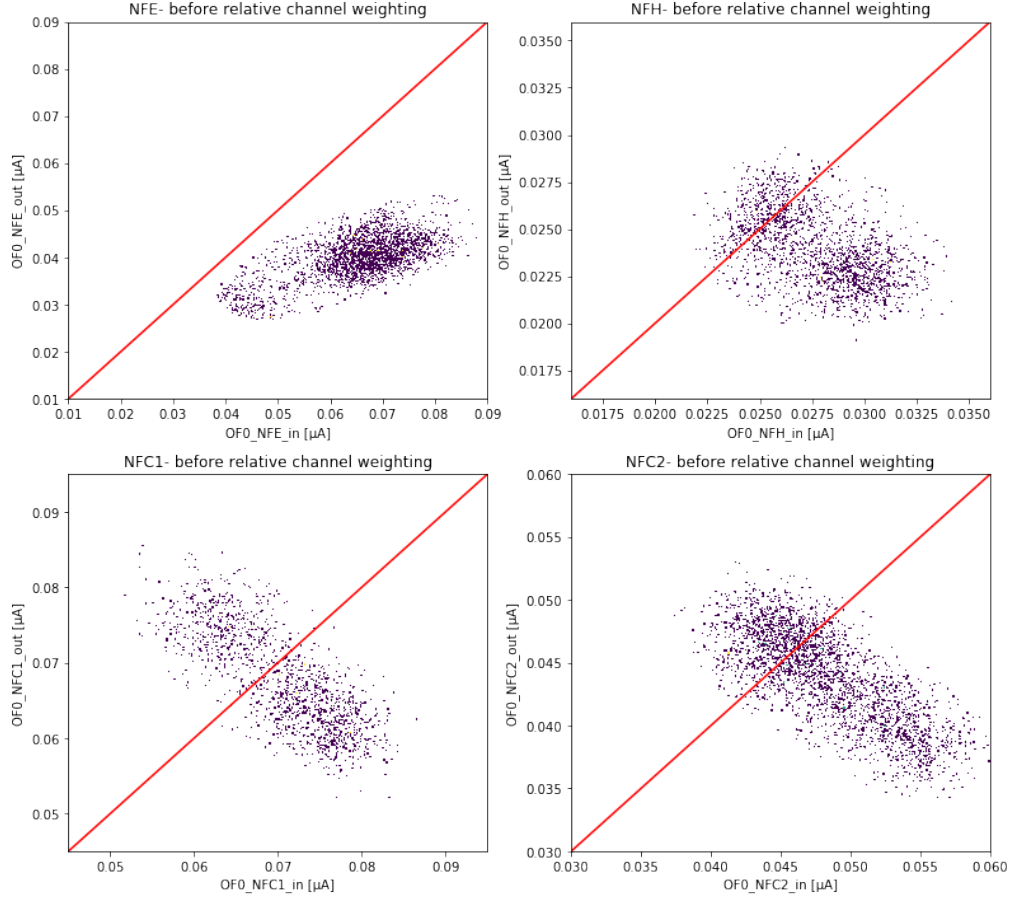 NFE- before relative channel weighting
0.09
0.08
0.07
0.06
0.05
0.04
0.03
0.02
0.01
OF0_NFE_out [µA]
0.01 0.02 0.03 0.04 0.05 0.06 0.07 0.08 0.09
OF0_NFE_in [µA]
NFH- before relative channel weighting
0.0350
0.0325
0.0300
0.0275
0.0250
0.0225
0.0200
0.0175
OF0_NFH_out [µA]
0.0175 0.0200 0.0225 0.0250 0.0275 0.0300 0.0325 0.0350
OF0_NFH_in [µA]
NFC1- before relative channel weighting
0.09
0.08
0.07
0.06
0.05
OF0_NFC1_out [µA]
0.05 0.06 0.07 0.08 0.09
OF0_NFC1_in [µA]
NFC2- before relative channel weighting
0.060
0.055
0.050
0.045
0.040
0.035
0.030
OF0_NFC2_out [µA]
0.030 0.035 0.040 0.045 0.050 0.055 0.060
OF0_NFC2_in [µA]